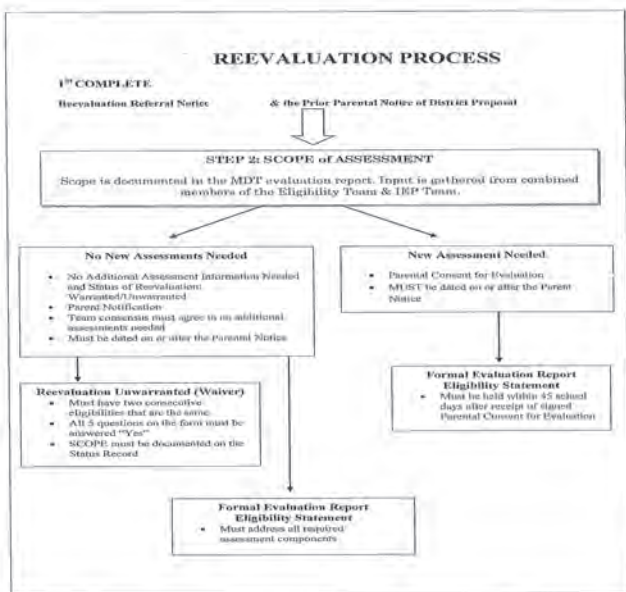 REEVALUATION PROCESS
1ST COMPLETE
Reevaluation Referral Notice & the Prior Parental Notice of District Proposal
STEP 2: SCOPE of ASSESSMENT
Scope is documented in the MDT evaluation report. Input is gathered from combined
members of the Eligibility Team & IEP Team.
No New Assessments Needed
• No Additional Assessment Information Needed
and Status of Reevaluation:
Warranted/Unwarranted
• Parent Notification
• Team consensus must agree is no additional
assessments needed
• Must be dated on or after the Parental Notice
New Assessment Needed
• Parental Consent for Evaluation
• MUST be dated on or after the Parent
Notice
Reevaluation Unwarranted (Waiver)
• Must have two consecutive
eligibilities that are the same
• All 5 questions on the form must be
answered "Yes"
• SCOPE must be documented on the
Status Record
Formal Evaluation Report
Eligibility Statement
• Must be held within 45 school
days after receipt of signed
Parental Consent for Evaluation
Formal Evaluation Report
Eligibility Statement
• Must address all required
assessment components